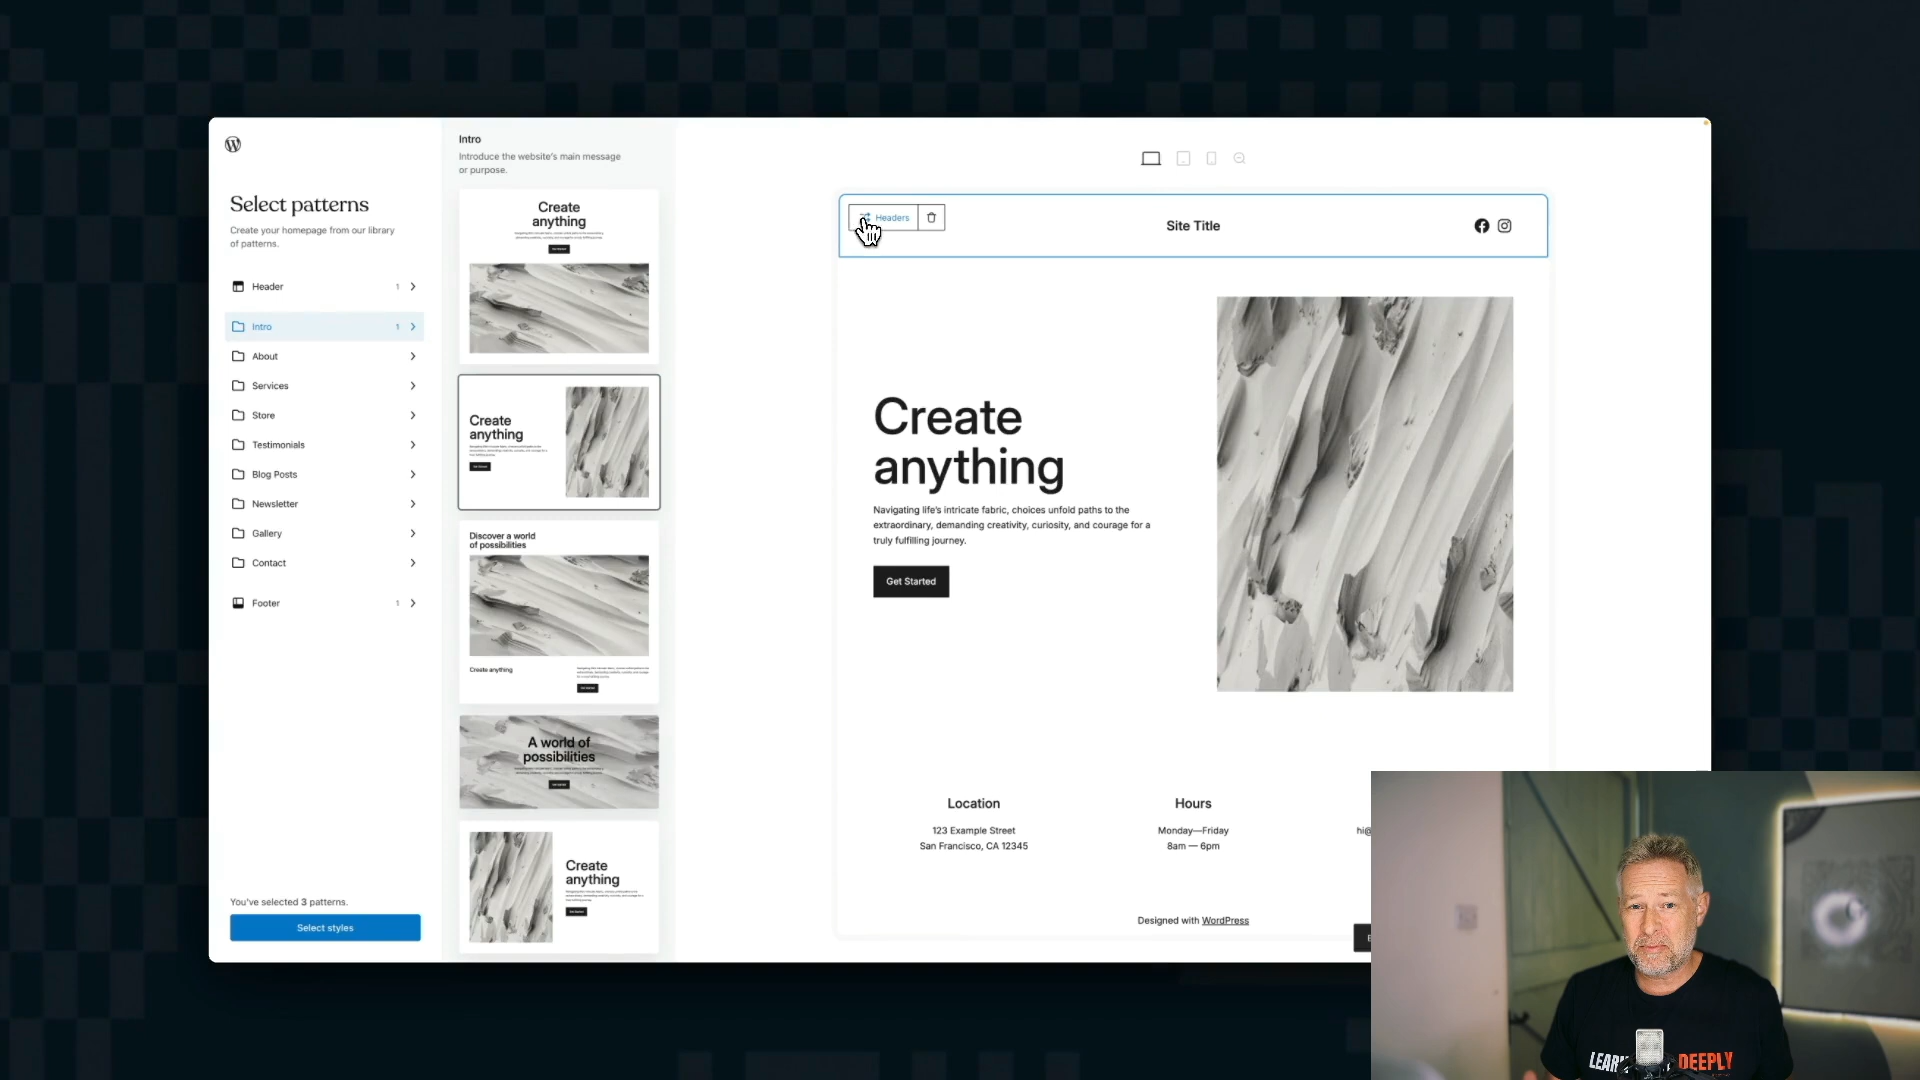 Select patterns
Create your homepage from our library
of patterns.
Header 1
Intro 1
About
Services
Store
Testimonials
Blog Posts
Newsletter
Gallery
Contact
Footer 1
You've selected 3 patterns.
Select styles
Intro
Introduce the website's main message
or purpose.
Create
anything
Create
anything
Discover a world
of possibilities
Create anything
A world of
possibilities
Create
anything
Headers
Site Title
Create
anything
Navigating life's intricate fabric, choices unfold paths to the
extraordinary, demanding creativity, curiosity, and courage for a
truly fulfilling journey.
Get Started
Location
123 Example Street
San Francisco, CA 12345
Hours
Monday—Friday
8am — 6pm
hi@
Designed with WordPress
DEEPLY